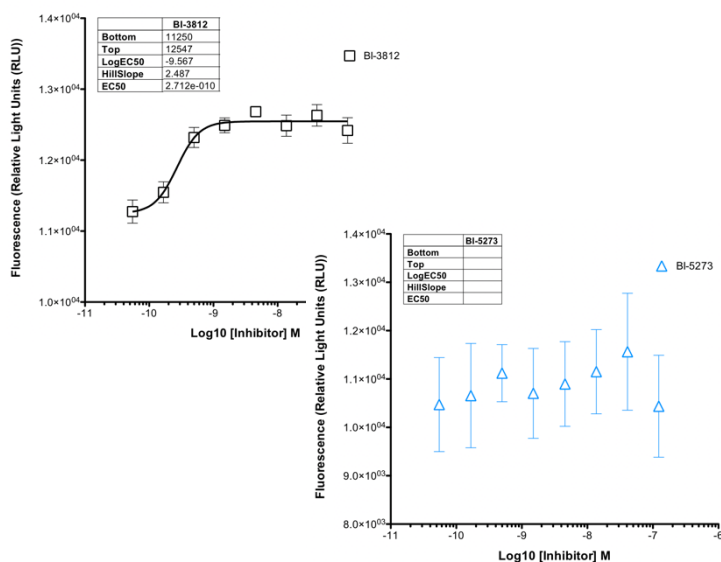 BI-3812
Bottom 11250
Top 12547
LogEC50 -9.567
HillSlope 2.487
EC50 2.712e-010
BI-3812
Fluorescence (Relative Light Units (RLU))
1.4×10⁰⁴
1.3×10⁰⁴
1.2×10⁰⁴
1.1×10⁰⁴
1.0×10⁰⁴
-11 -10 -9 -8
Log10 [Inhibitor] M
BI-5273
Bottom
Top
LogEC50
HillSlope
EC50
BI-5273
Fluorescence (Relative Light Units (RLU))
1.4×10⁰⁴
1.3×10⁰⁴
1.2×10⁰⁴
1.1×10⁰⁴
1.0×10⁰⁴
9.0×10⁰³
8.0×10⁰³
-11 -10 -9 -8 -7 -6
Log10 [Inhibitor] M